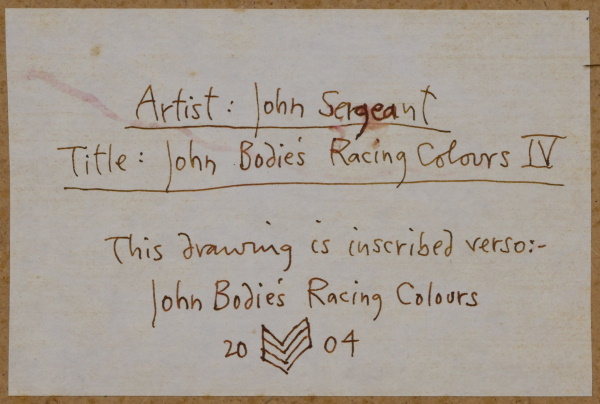 Artist: John Sergeant
Title: John Bodie's Racing Colours IV
This drawing is inscribed verso:-
John Bodie's Racing Colours
20 04